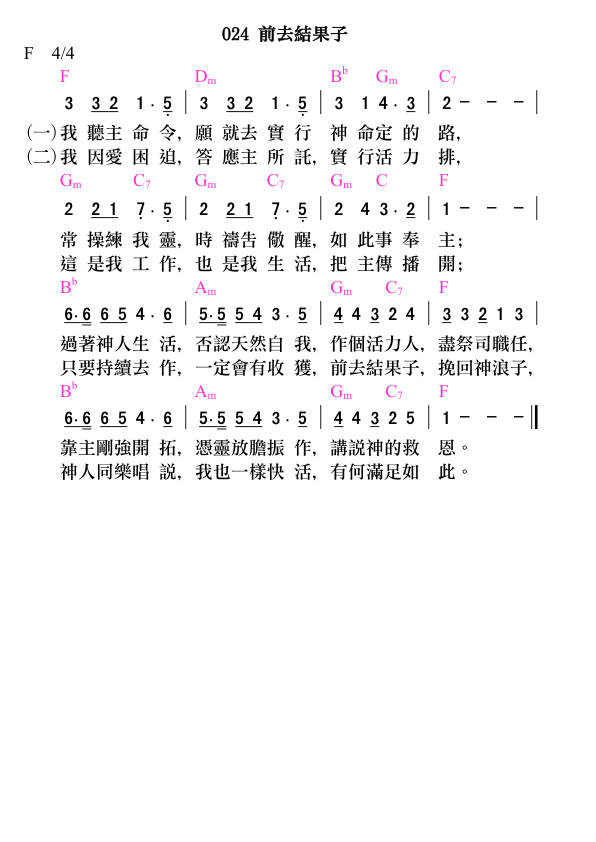 024 前去結果子
F 4/4
F Dm Bb Gm C7
3 3 2 1 · 5 | 3 3 2 1 · 5 | 3 1 4 · 3 | 2 － － － |
(一)我 聽主 命 令，願 就去 實 行 神 命定 的 路，
(二)我 因愛 困 迫，答 應主 所 託，實 行活 力 排，
Gm C7 Gm C7 Gm C F
2 2 1 7 · 5 | 2 2 1 7 · 5 | 2 4 3 · 2 | 1 － － － |
常 操練 我 靈，時 禱告 儆 醒，如 此事 奉 主；
這 是我 工 作，也 是我 生 活，把 主傳 播 開；
Bb Am Gm C7 F
6 · 6 6 5 4 · 6 | 5 · 5 5 4 3 · 5 | 4 4 3 2 4 | 3 3 2 1 3 |
過著神人生 活，否認天然自 我，作個活力人，盡祭司職任，
只要持續去 作，一定會有收 獲，前去結果子，挽回神浪子，
Bb Am Gm C7 F
6 · 6 6 5 4 · 6 | 5 · 5 5 4 3 · 5 | 4 4 3 2 5 | 1 － － － ‖
靠主剛強開 拓，憑靈放膽振 作，講説神的救 恩。
神人同樂唱 説，我也一樣快 活，有何滿足如 此。